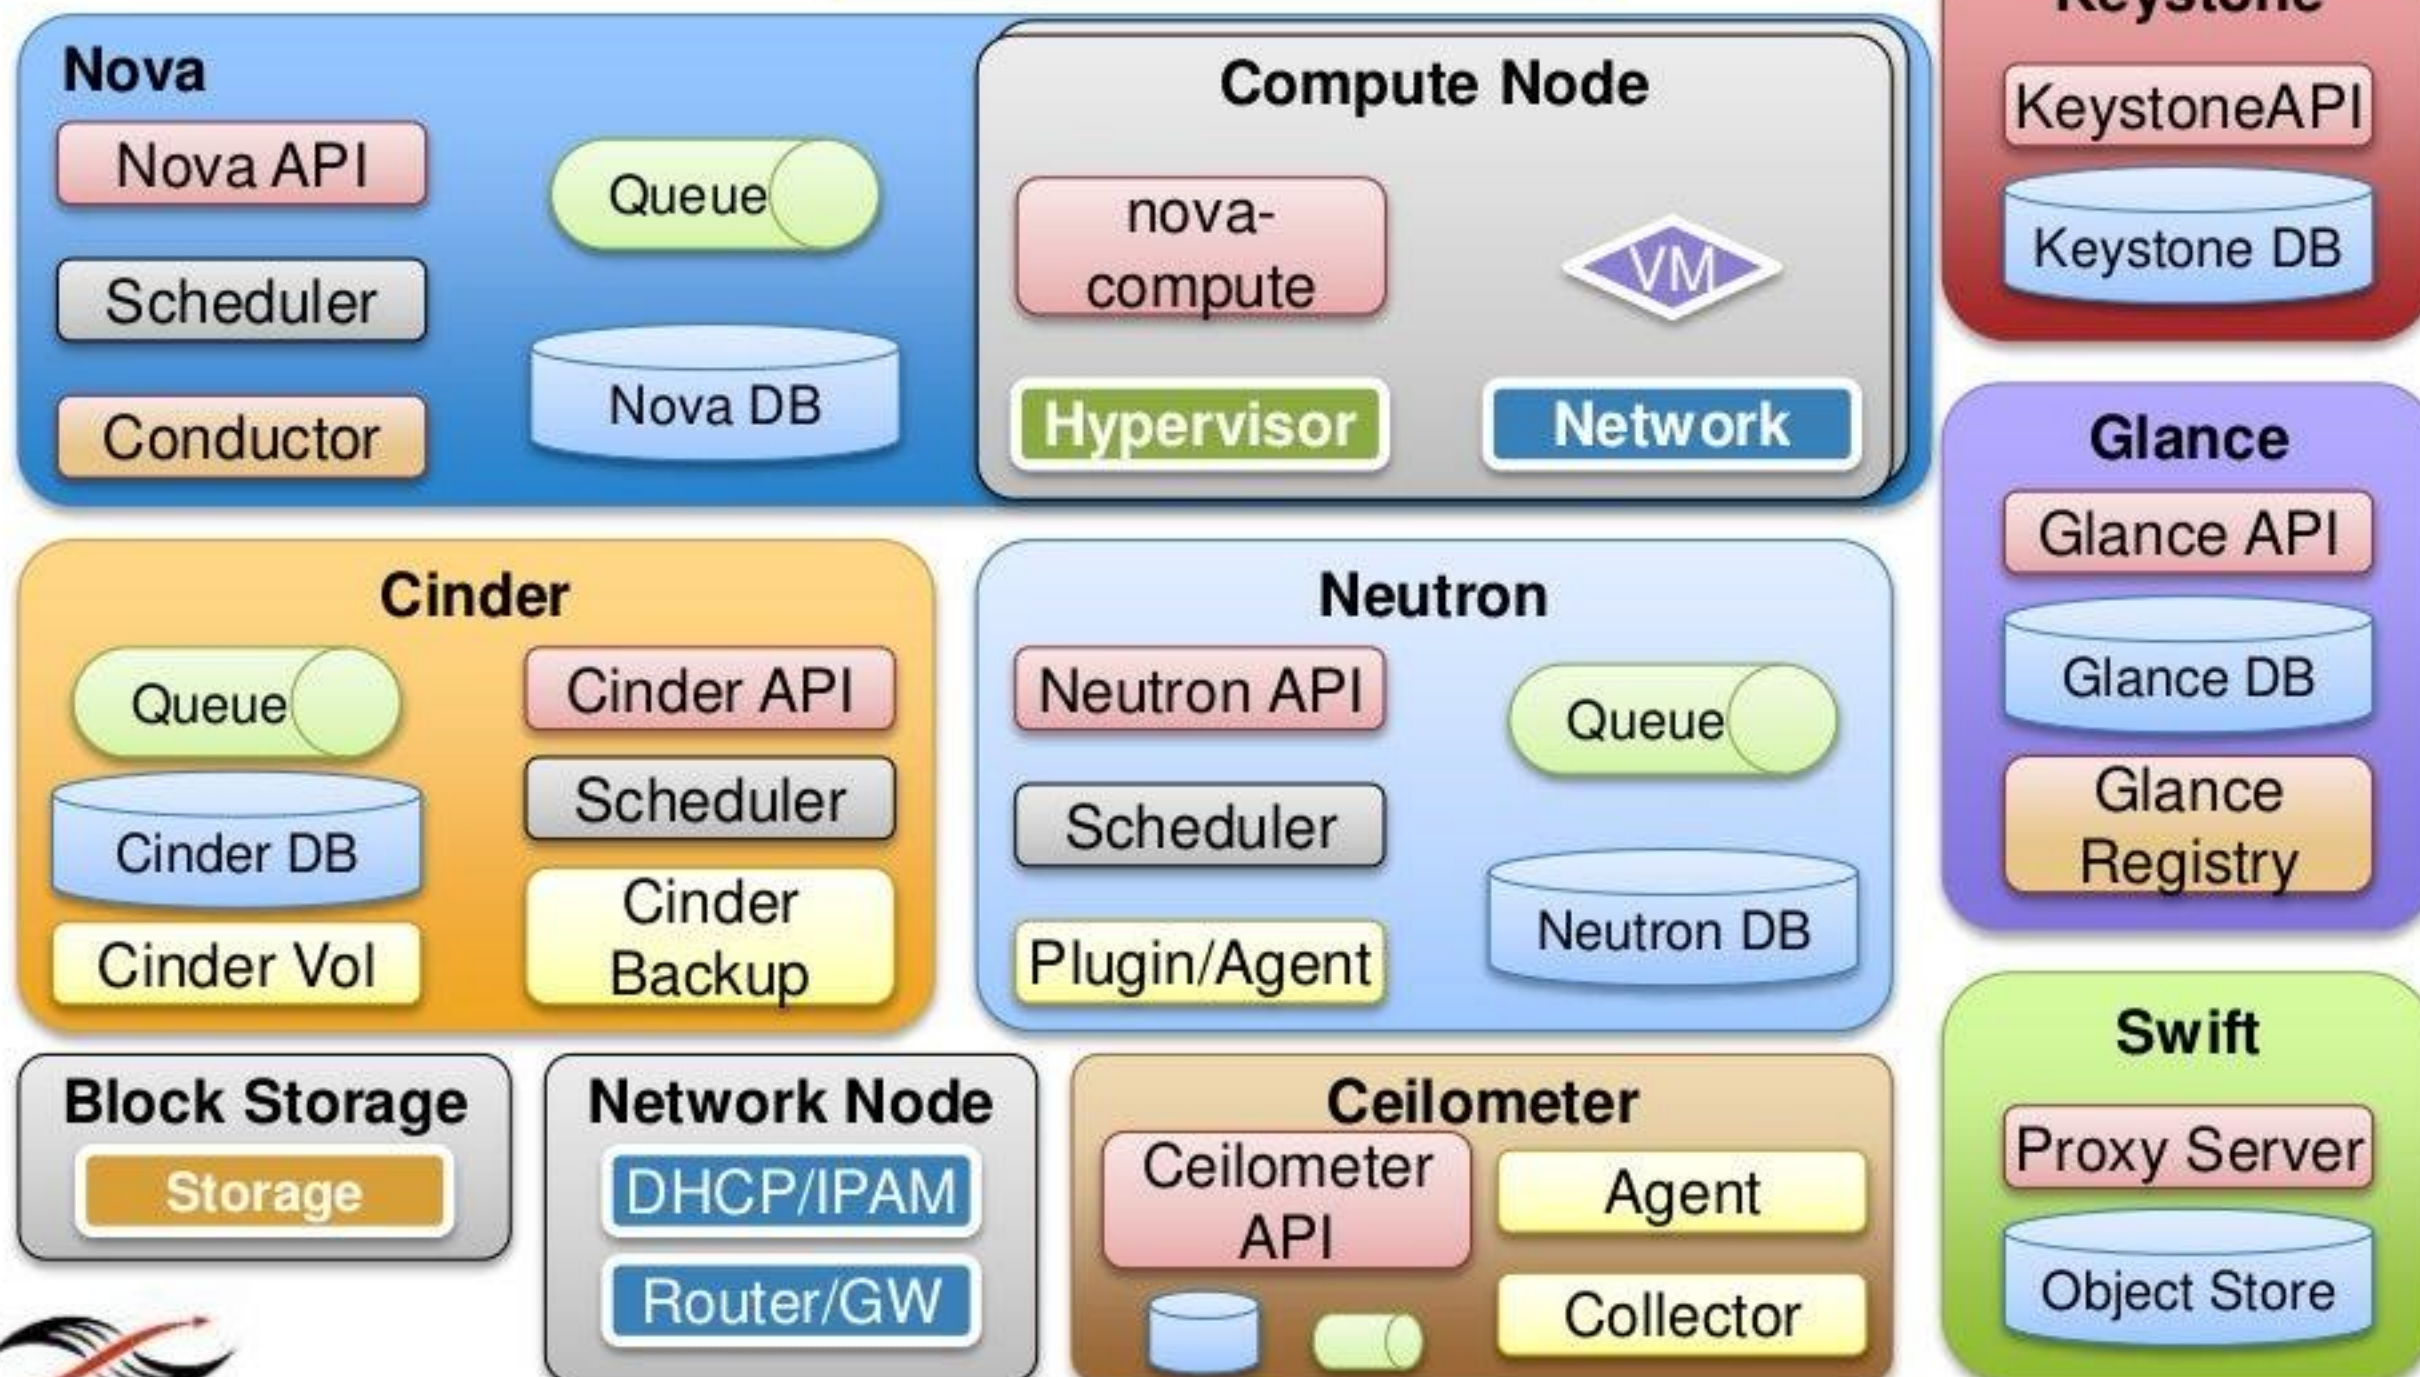 Nova
Nova API
Scheduler
Conductor
Queue
Nova DB
Compute Node
nova-
compute
VM
Hypervisor
Network
Keystone
KeystoneAPI
Keystone DB
Cinder
Queue
Cinder DB
Cinder Vol
Cinder API
Scheduler
Cinder
Backup
Neutron
Neutron API
Scheduler
Plugin/Agent
Queue
Neutron DB
Glance
Glance API
Glance DB
Glance
Registry
Block Storage
Storage
Network Node
DHCP/IPAM
Router/GW
Ceilometer
Ceilometer
API
Agent
Collector
Swift
Proxy Server
Object Store